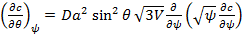 (∂c/∂ϕ)_ψ = Da² sin² θ √3V ∂/∂ψ (√ψ ∂c/∂ψ)